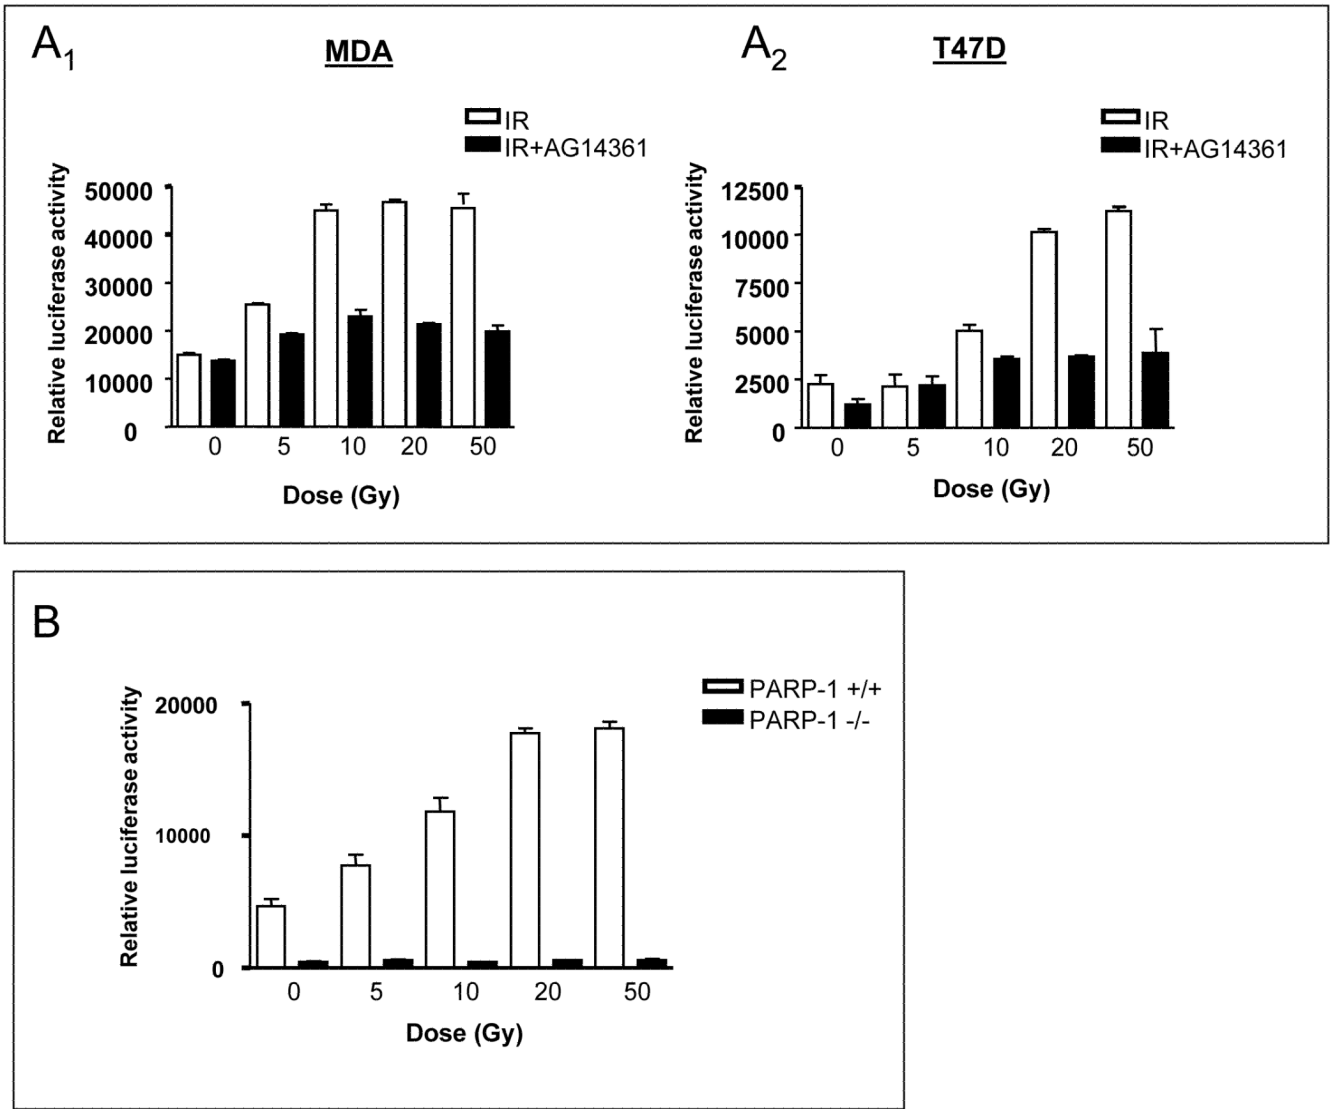 A1
MDA
IR
IR+AG14361
Relative luciferase activity
50000
40000
30000
20000
10000
0
0 5 10 20 50
Dose (Gy)
A2
T47D
IR
IR+AG14361
Relative luciferase activity
12500
10000
7500
5000
2500
0
0 5 10 20 50
Dose (Gy)
B
PARP-1 +/+
PARP-1 -/-
Relative luciferase activity
20000
10000
0
0 5 10 20 50
Dose (Gy)